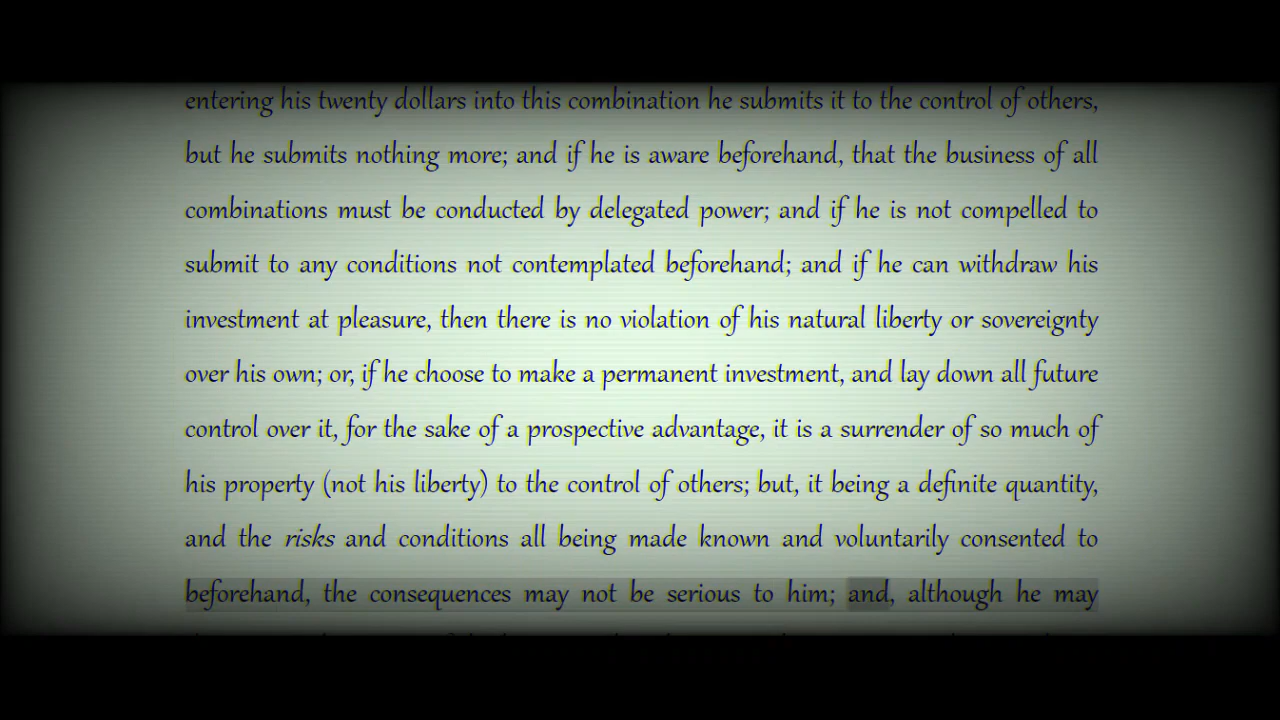 entering his twenty dollars into this combination he submits it to the control of others,
but he submits nothing more; and if he is aware beforehand, that the business of all
combinations must be conducted by delegated power; and if he is not compelled to
submit to any conditions not contemplated beforehand; and if he can withdraw his
investment at pleasure, then there is no violation of his natural liberty or sovereignty
over his own; or, if he choose to make a permanent investment, and lay down all future
control over it, for the sake of a prospective advantage, it is a surrender of so much of
his property (not his liberty) to the control of others; but, it being a definite quantity,
and the risks and conditions all being made known and voluntarily consented to
beforehand, the consequences may not be serious to him; and, although he may